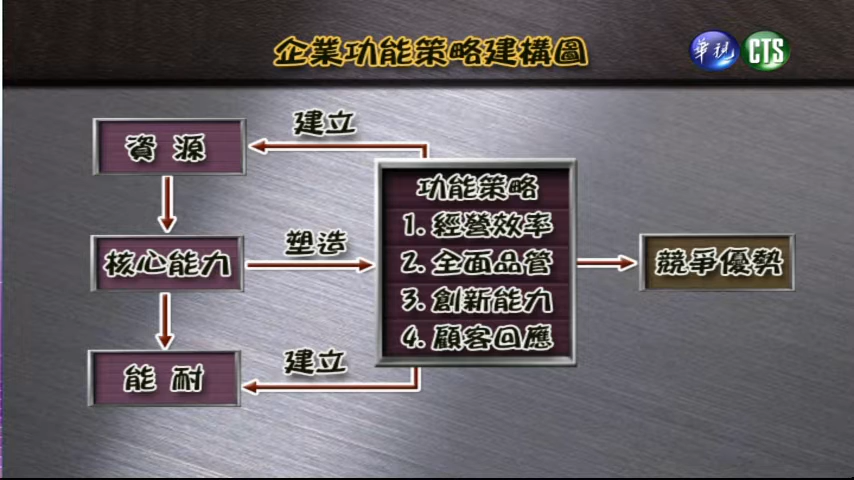 企業功能策略建構圖
華視 CTS
建立
資源
功能策略
1. 經營效率
塑造
核心能力
2. 全面品管
競爭優勢
3. 創新能力
4. 顧客回應
建立
能耐